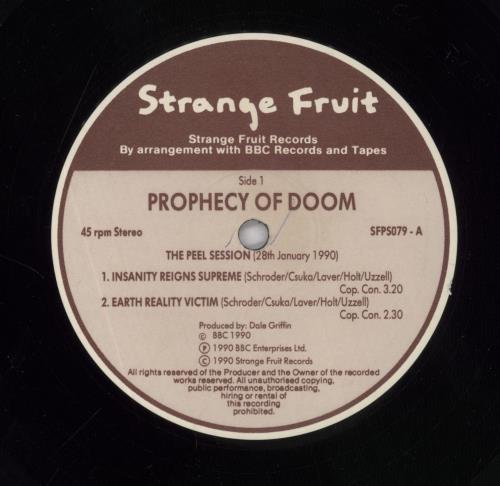 Strange Fruit
Strange Fruit Records
By arrangement with BBC Records and Tapes
Side 1
PROPHECY OF DOOM
45 rpm Stereo
SFPS079 - A
THE PEEL SESSION (28th January 1990)
1. INSANITY REIGNS SUPREME (Schroder/Csuka/Laver/Holt/Uzzell)
Cop. Con. 3.20
2. EARTH REALITY VICTIM (Schroder/Csuka/Laver/Holt/Uzzell)
Cop. Con. 2.30
Produced by: Dale Griffin
© BBC 1990
℗ 1990 BBC Enterprises Ltd.
© 1990 Strange Fruit Records
All rights reserved of the Producer and the Owner of the recorded
works reserved. All unauthorised copying,
public performance, broadcasting,
hiring or rental of
this recording
prohibited.